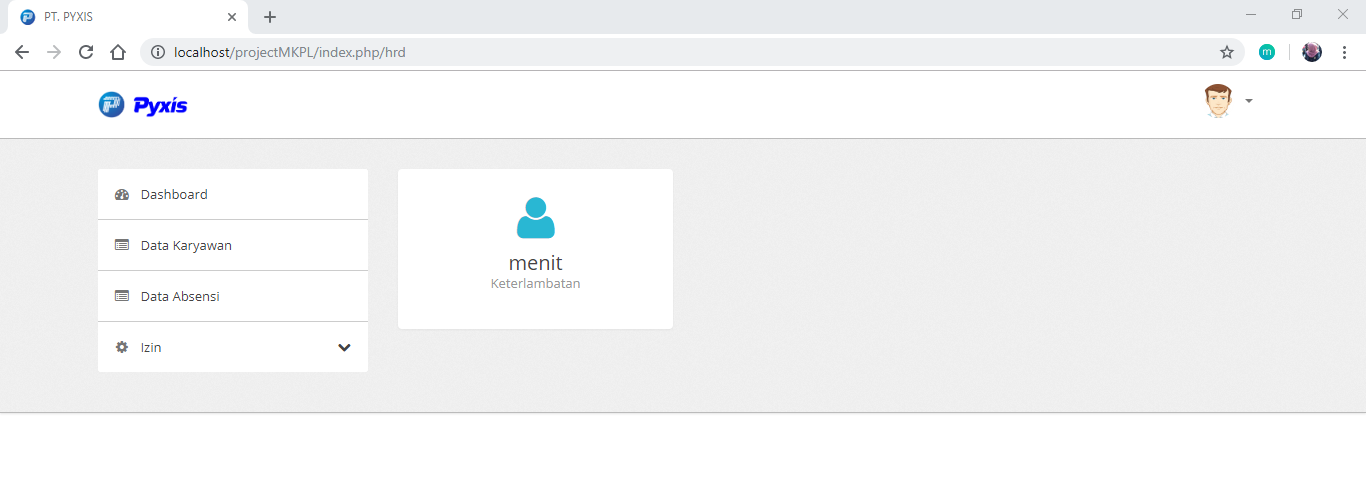 PT. PYXIS
localhost/projectMKPL/index.php/hrd
m
Pyxis
Dashboard
Data Karyawan
Data Absensi
Izin
menit
Keterlambatan